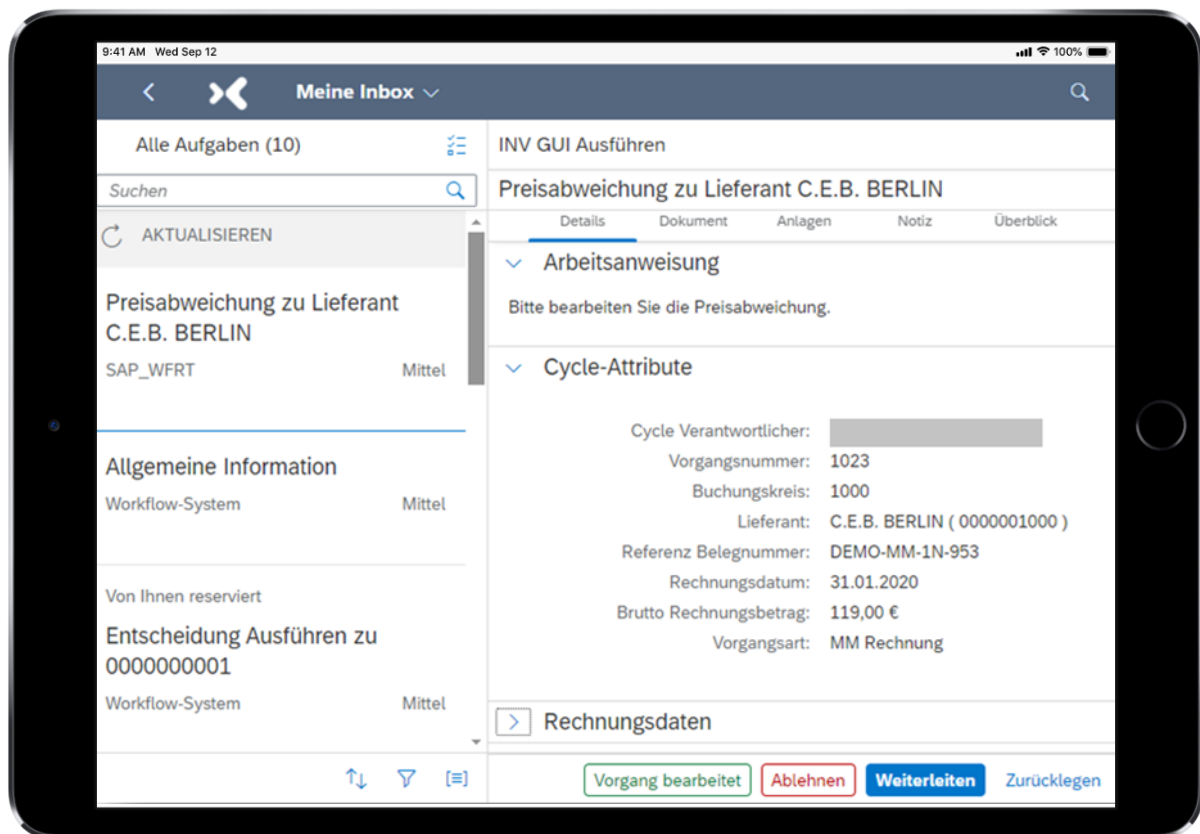 9:41 AM Wed Sep 12
100%
Meine Inbox
Alle Aufgaben (10)
Suchen
AKTUALISIEREN
Preisabweichung zu Lieferant
C.E.B. BERLIN
SAP_WFRT Mittel
Allgemeine Information
Workflow-System Mittel
Von Ihnen reserviert
Entscheidung Ausführen zu
0000000001
Workflow-System Mittel
INV GUI Ausführen
Preisabweichung zu Lieferant C.E.B. BERLIN
Details Dokument Anlagen Notiz Überblick
Arbeitsanweisung
Bitte bearbeiten Sie die Preisabweichung.
Cycle-Attribute
Cycle Verantwortlicher:
Vorgangsnummer: 1023
Buchungskreis: 1000
Lieferant: C.E.B. BERLIN ( 0000001000 )
Referenz Belegnummer: DEMO-MM-1N-953
Rechnungsdatum: 31.01.2020
Brutto Rechnungsbetrag: 119,00 €
Vorgangsart: MM Rechnung
Rechnungsdaten
Vorgang bearbeitet Ablehnen Weiterleiten Zurücklegen